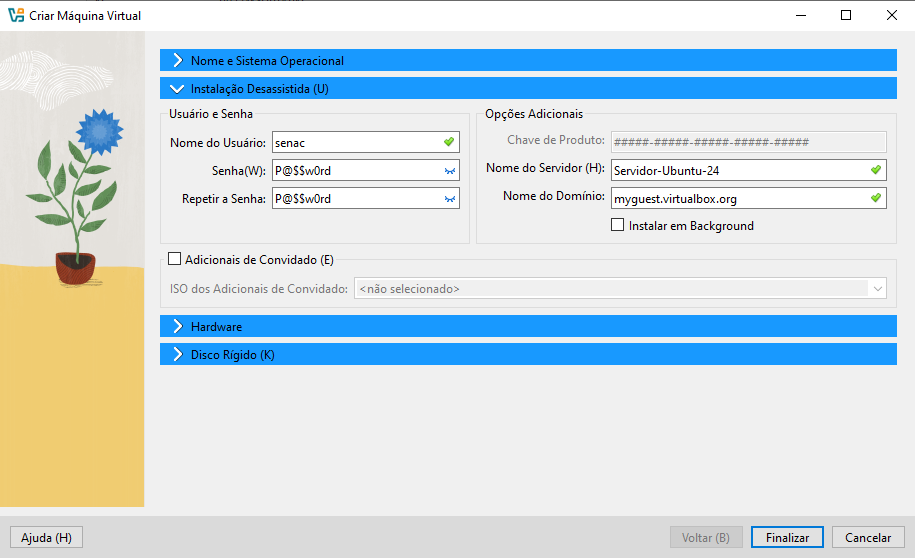 Criar Máquina Virtual
Nome e Sistema Operacional
Instalação Desassistida (U)
Usuário e Senha
Nome do Usuário: senac
Senha(W): P@$$w0rd
Repetir a Senha: P@$$w0rd
Opções Adicionais
Chave de Produto: #####-#####-#####-#####-#####
Nome do Servidor (H): Servidor-Ubuntu-24
Nome do Domínio: myguest.virtualbox.org
Instalar em Background
Adicionais de Convidado (E)
ISO dos Adicionais de Convidado: <não selecionado>
Hardware
Disco Rígido (K)
Ajuda (H)
Voltar (B)
Finalizar
Cancelar